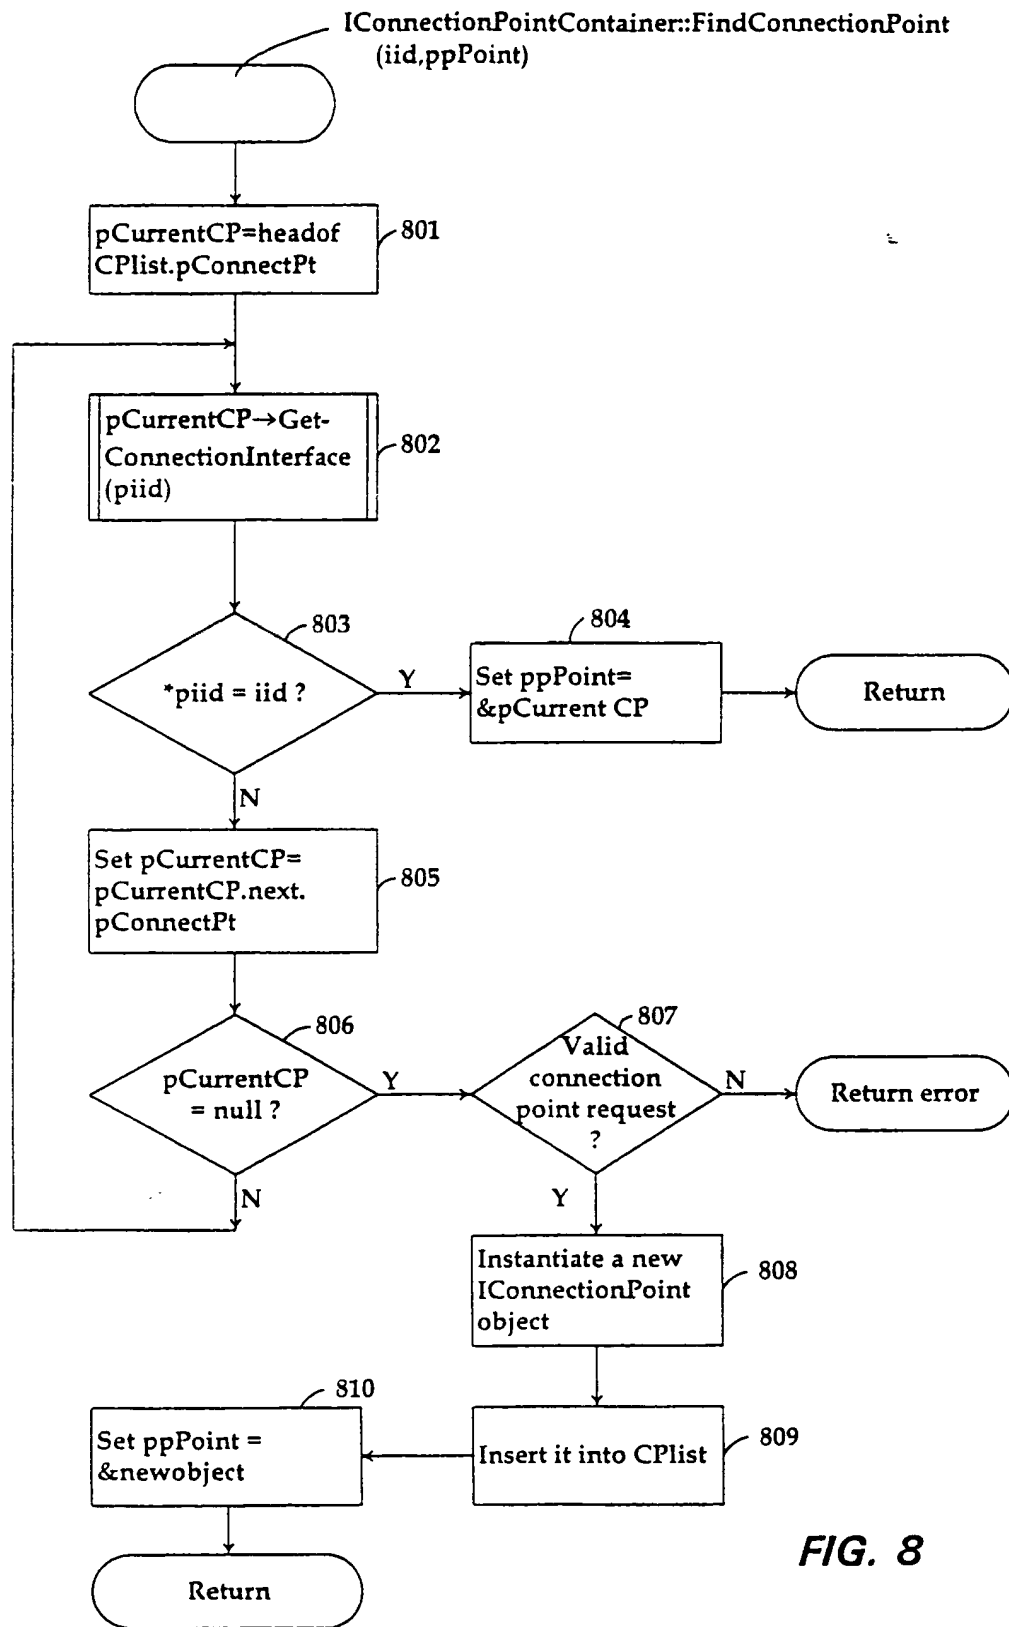 IConnectionPointContainer::FindConnectionPoint
(iid,ppPoint)
pCurrentCP=headof
CPlist.pConnectPt
801
pCurrentCP→Get-
ConnectionInterface
(piid)
802
803
*piid = iid ?
Y
N
804
Set ppPoint=
&pCurrent CP
Return
Set pCurrentCP=
pCurrentCP.next.
pConnectPt
805
806
pCurrentCP
= null ?
Y
N
807
Valid
connection
point request
?
N
Y
Return error
Instantiate a new
IConnectionPoint
object
808
Insert it into CPlist
809
810
Set ppPoint =
&newobject
Return
FIG. 8